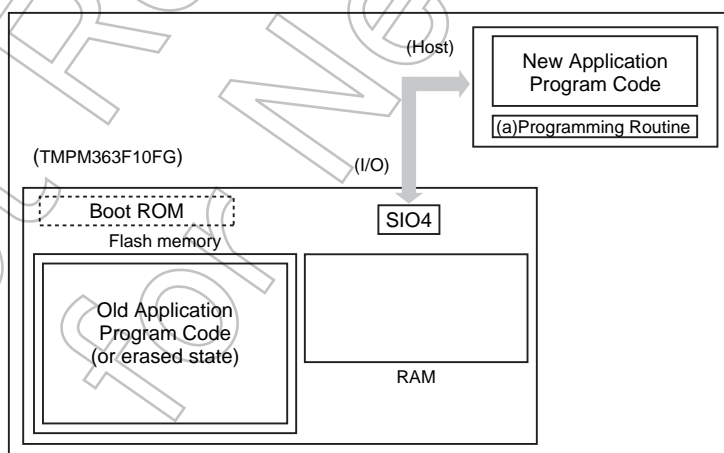 (Host)
New Application
Program Code
(a)Programming Routine
(TMPM363F10FG)
(I/O)
Boot ROM
SIO4
Flash memory
Old Application
Program Code
(or erased state)
RAM